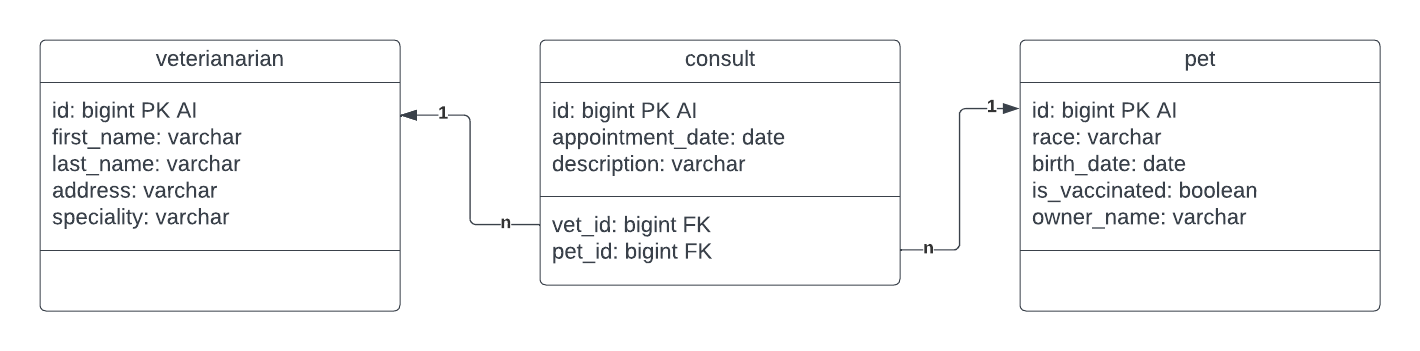 veterianarian
id: bigint PK AI
first_name: varchar
last_name: varchar
address: varchar
speciality: varchar
1
n
consult
id: bigint PK AI
appointment_date: date
description: varchar
vet_id: bigint FK
pet_id: bigint FK
n
1
pet
id: bigint PK AI
race: varchar
birth_date: date
is_vaccinated: boolean
owner_name: varchar